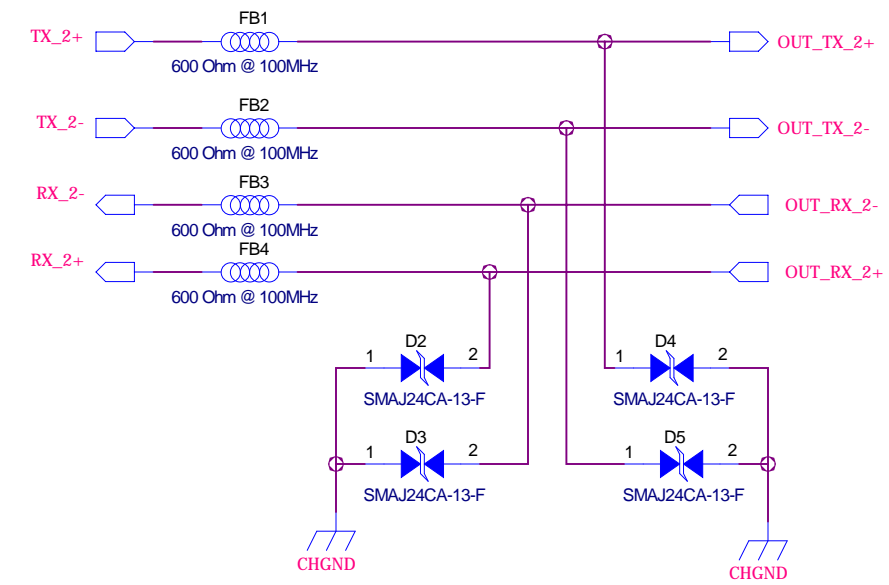 FB1
TX_2+
OUT_TX_2+
600 Ohm @ 100MHz
FB2
TX_2-
OUT_TX_2-
600 Ohm @ 100MHz
FB3
RX_2-
OUT_RX_2-
600 Ohm @ 100MHz
FB4
RX_2+
OUT_RX_2+
600 Ohm @ 100MHz
D2
1 2
SMAJ24CA-13-F
D4
1 2
SMAJ24CA-13-F
D3
1 2
SMAJ24CA-13-F
D5
1 2
SMAJ24CA-13-F
CHGND
CHGND